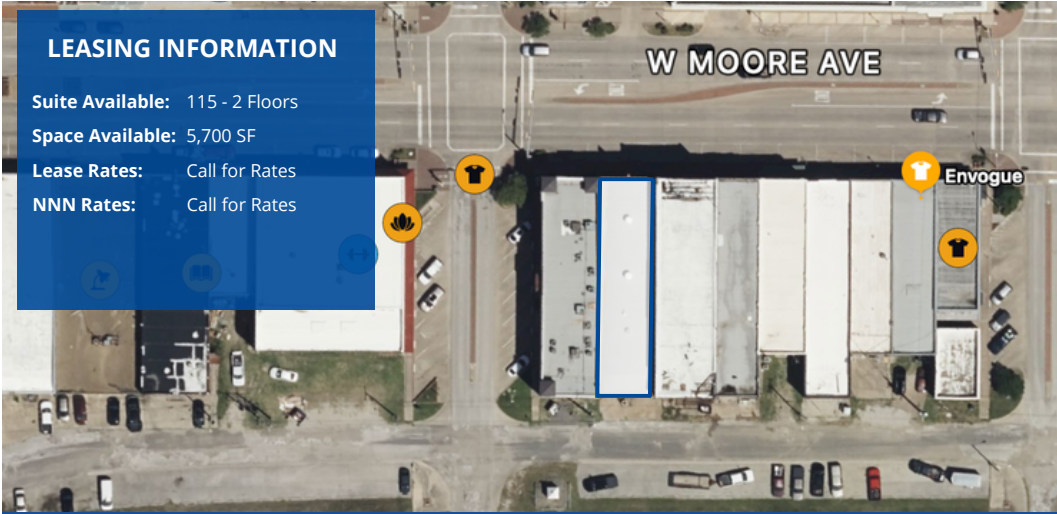 LEASING INFORMATION
Suite Available: 115 - 2 Floors
Space Available: 5,700 SF
Lease Rates: Call for Rates
NNN Rates: Call for Rates
W MOORE AVE
Envogue